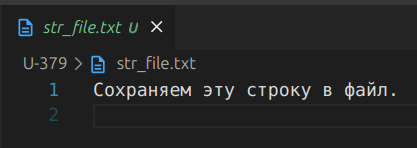 str_file.txt U
U-379 > str_file.txt
1 Сохраняем эту строку в файл.
2